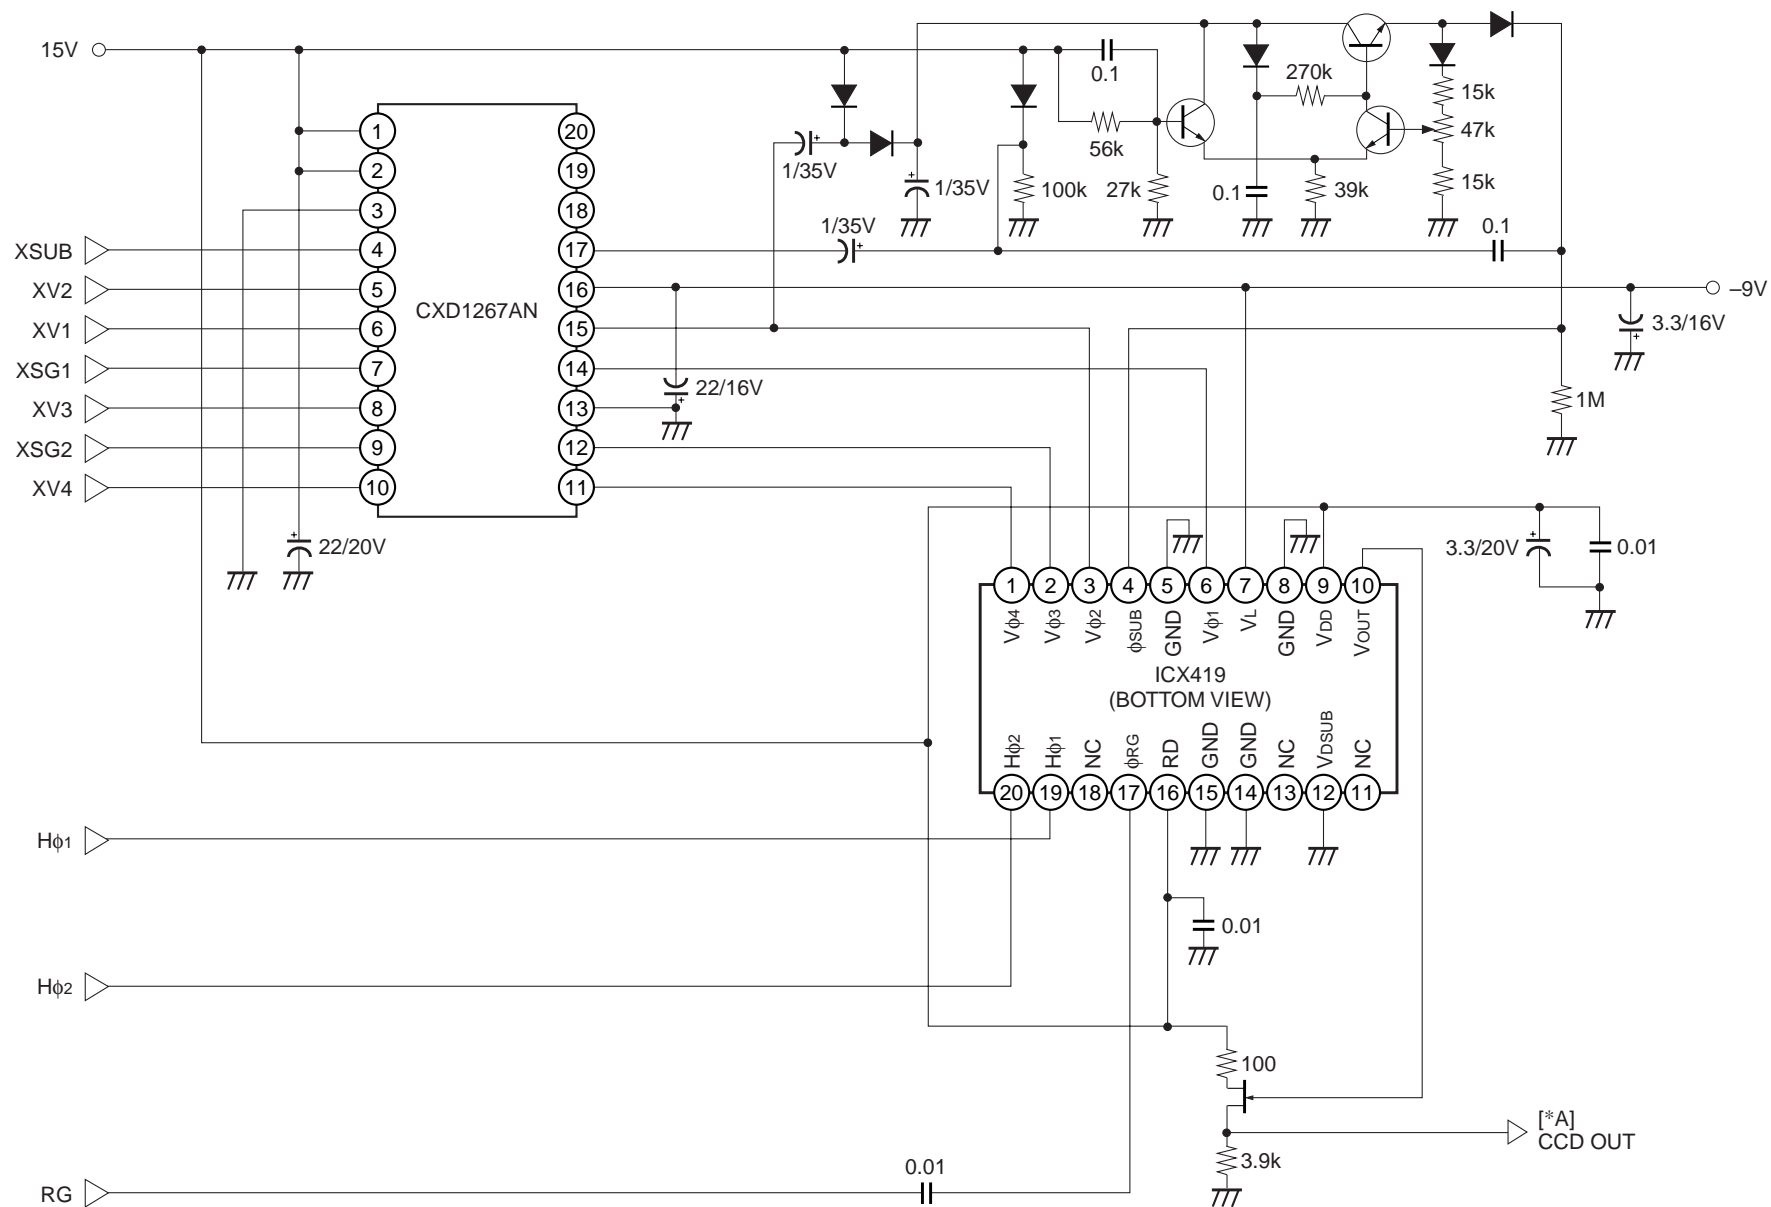 15V
0.1
270k
15k
47k
56k
1/35V
1/35V
100k
27k
0.1
39k
15k
1/35V
0.1
1
2
3
4
5
6
7
8
9
10
20
19
18
17
16
15
14
13
12
11
CXD1267AN
XSUB
XV2
XV1
XSG1
XV3
XSG2
XV4
–9V
3.3/16V
22/16V
1M
22/20V
3.3/20V
0.01
1 2 3 4 5 6 7 8 9 10
Vϕ4 Vϕ3 Vϕ2 ϕSUB GND Vϕ1 VL GND VDD VOUT
ICX419
(BOTTOM VIEW)
Hϕ2 Hϕ1 NC ϕRG RD GND GND NC VDSUB NC
20 19 18 17 16 15 14 13 12 11
Hϕ1
0.01
Hϕ2
100
[*A]
CCD OUT
3.9k
0.01
RG